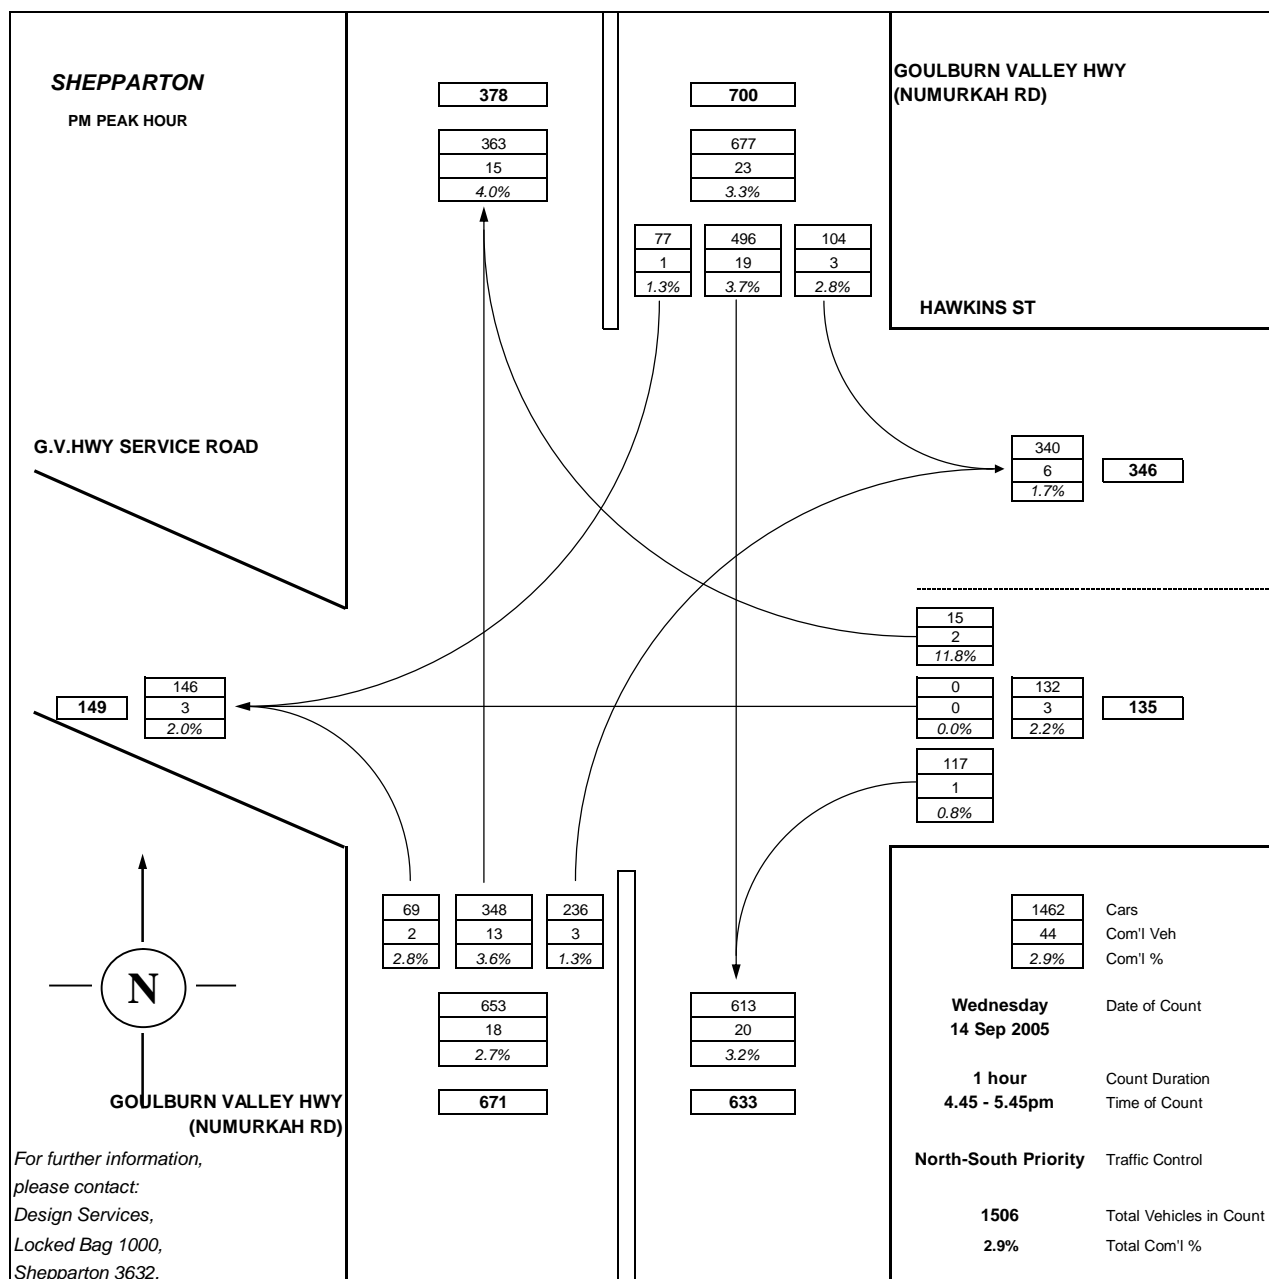 SHEPPARTON
PM PEAK HOUR
378
700
GOULBURN VALLEY HWY
(NUMURKAH RD)
363
15
4.0%
677
23
3.3%
77
1
1.3%
496
19
3.7%
104
3
2.8%
HAWKINS ST
G.V.HWY SERVICE ROAD
340
6
1.7%
346
15
2
11.8%
149
146
3
2.0%
0
0
0.0%
132
3
2.2%
135
117
1
0.8%
69
2
2.8%
348
13
3.6%
236
3
1.3%
1462 Cars
44 Com'l Veh
2.9% Com'l %
N
653
18
2.7%
613
20
3.2%
Wednesday Date of Count
14 Sep 2005
1 hour Count Duration
4.45 - 5.45pm Time of Count
GOULBURN VALLEY HWY
(NUMURKAH RD)
671
633
For further information,
please contact:
Design Services,
Locked Bag 1000,
Shepparton 3632.
North-South Priority Traffic Control
1506 Total Vehicles in Count
2.9% Total Com'l %